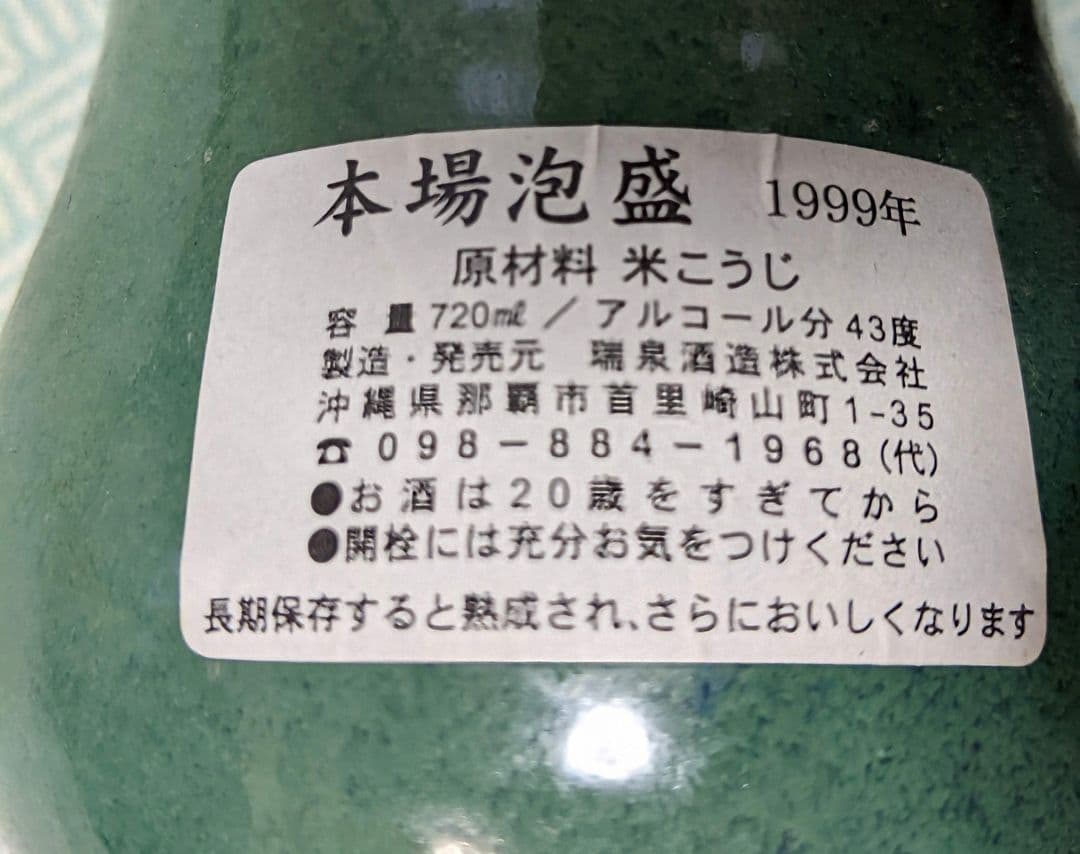 本場泡盛 1999年
原材料 米こうじ
容 量 720㎖ / アルコール分 43度
製造・発売元 瑞泉酒造株式会社
沖縄県那覇市首里崎山町1-35
☎098-884-1968(代)
●お酒は20歳をすぎてから
●開栓には充分お気をつけください
長期保存すると熟成され、さらにおいしくなります